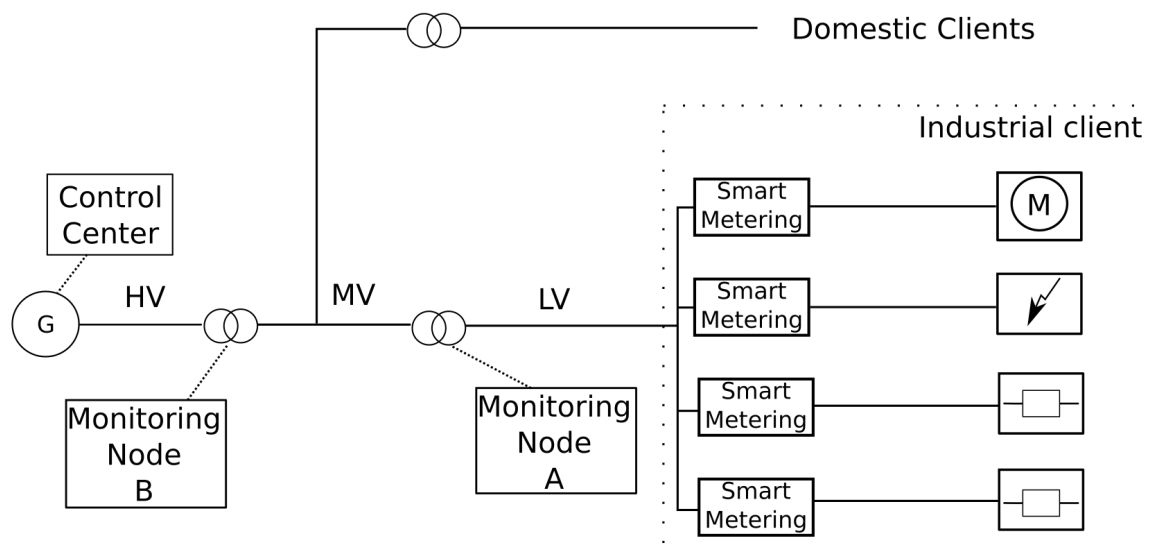 Domestic Clients
Industrial client
Control
Center
G
HV
MV
LV
Monitoring
Node
B
Monitoring
Node
A
Smart
Metering
M
Smart
Metering
Smart
Metering
Smart
Metering